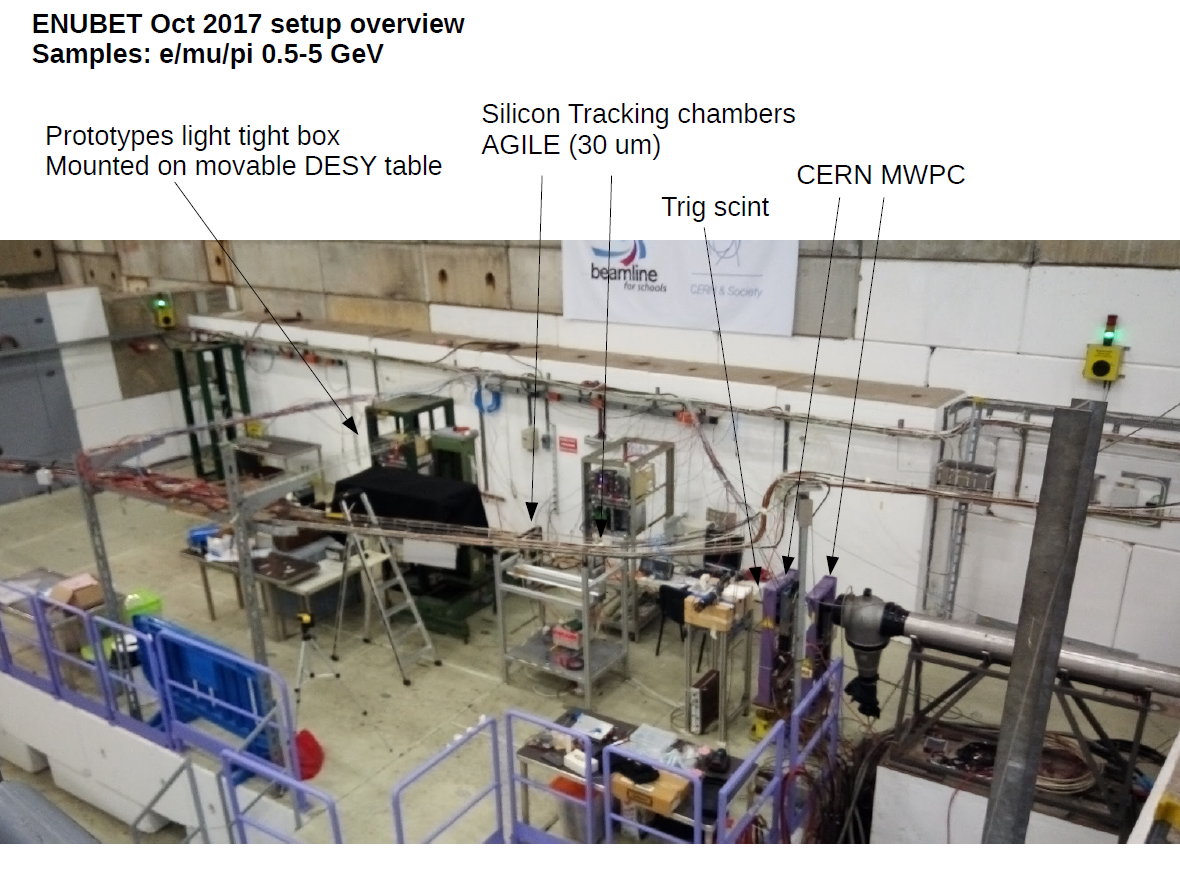 ENUBET Oct 2017 setup overview
Samples: e/mu/pi 0.5-5 GeV
Silicon Tracking chambers
AGILE (30 um)
Prototypes light tight box
Mounted on movable DESY table
CERN MWPC
Trig scint
beamline
for schools
CERN & Society